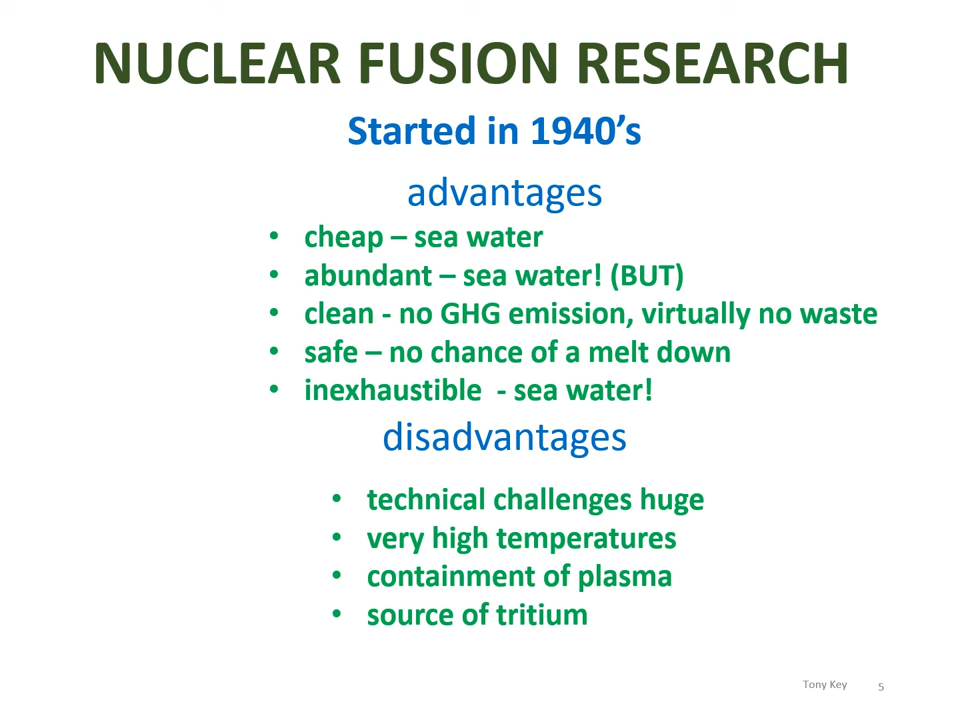 NUCLEAR FUSION RESEARCH
Started in 1940’s
advantages
• cheap – sea water
• abundant – sea water! (BUT)
• clean - no GHG emission, virtually no waste
• safe – no chance of a melt down
• inexhaustible - sea water!
disadvantages
• technical challenges huge
• very high temperatures
• containment of plasma
• source of tritium
Tony Key 5